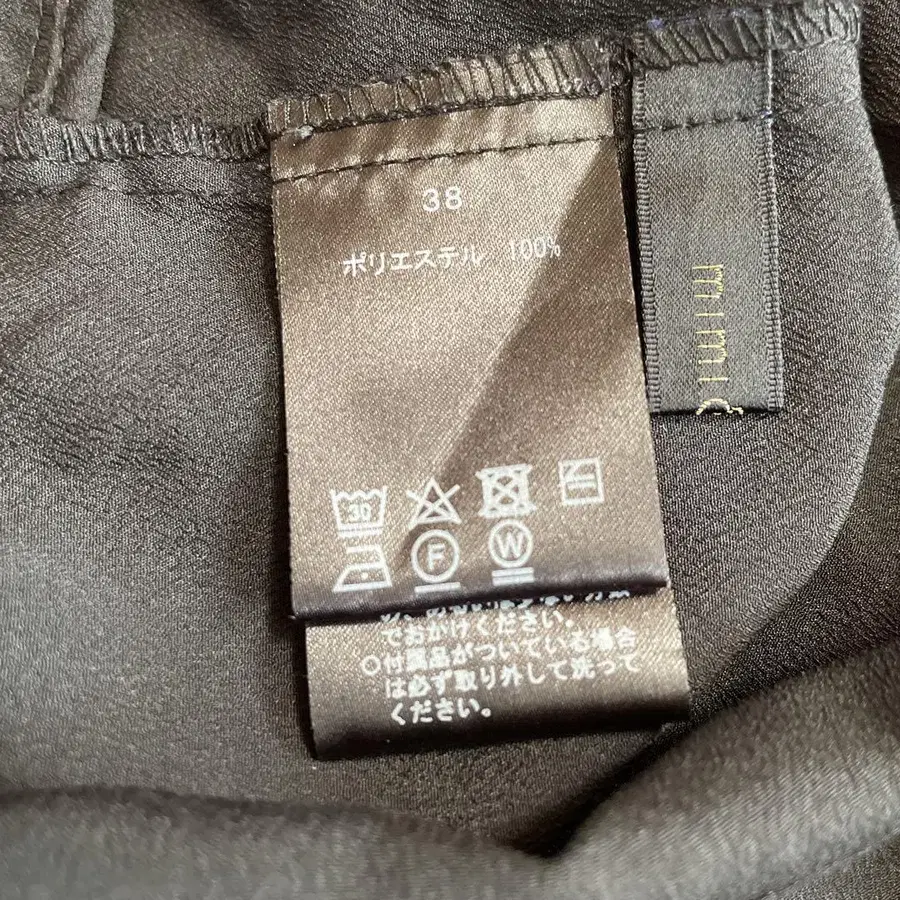 38
ポリエステル 100%
30
F W
でおかけください。
○付属品がついている場合
は必ず取り外して洗って
ください。